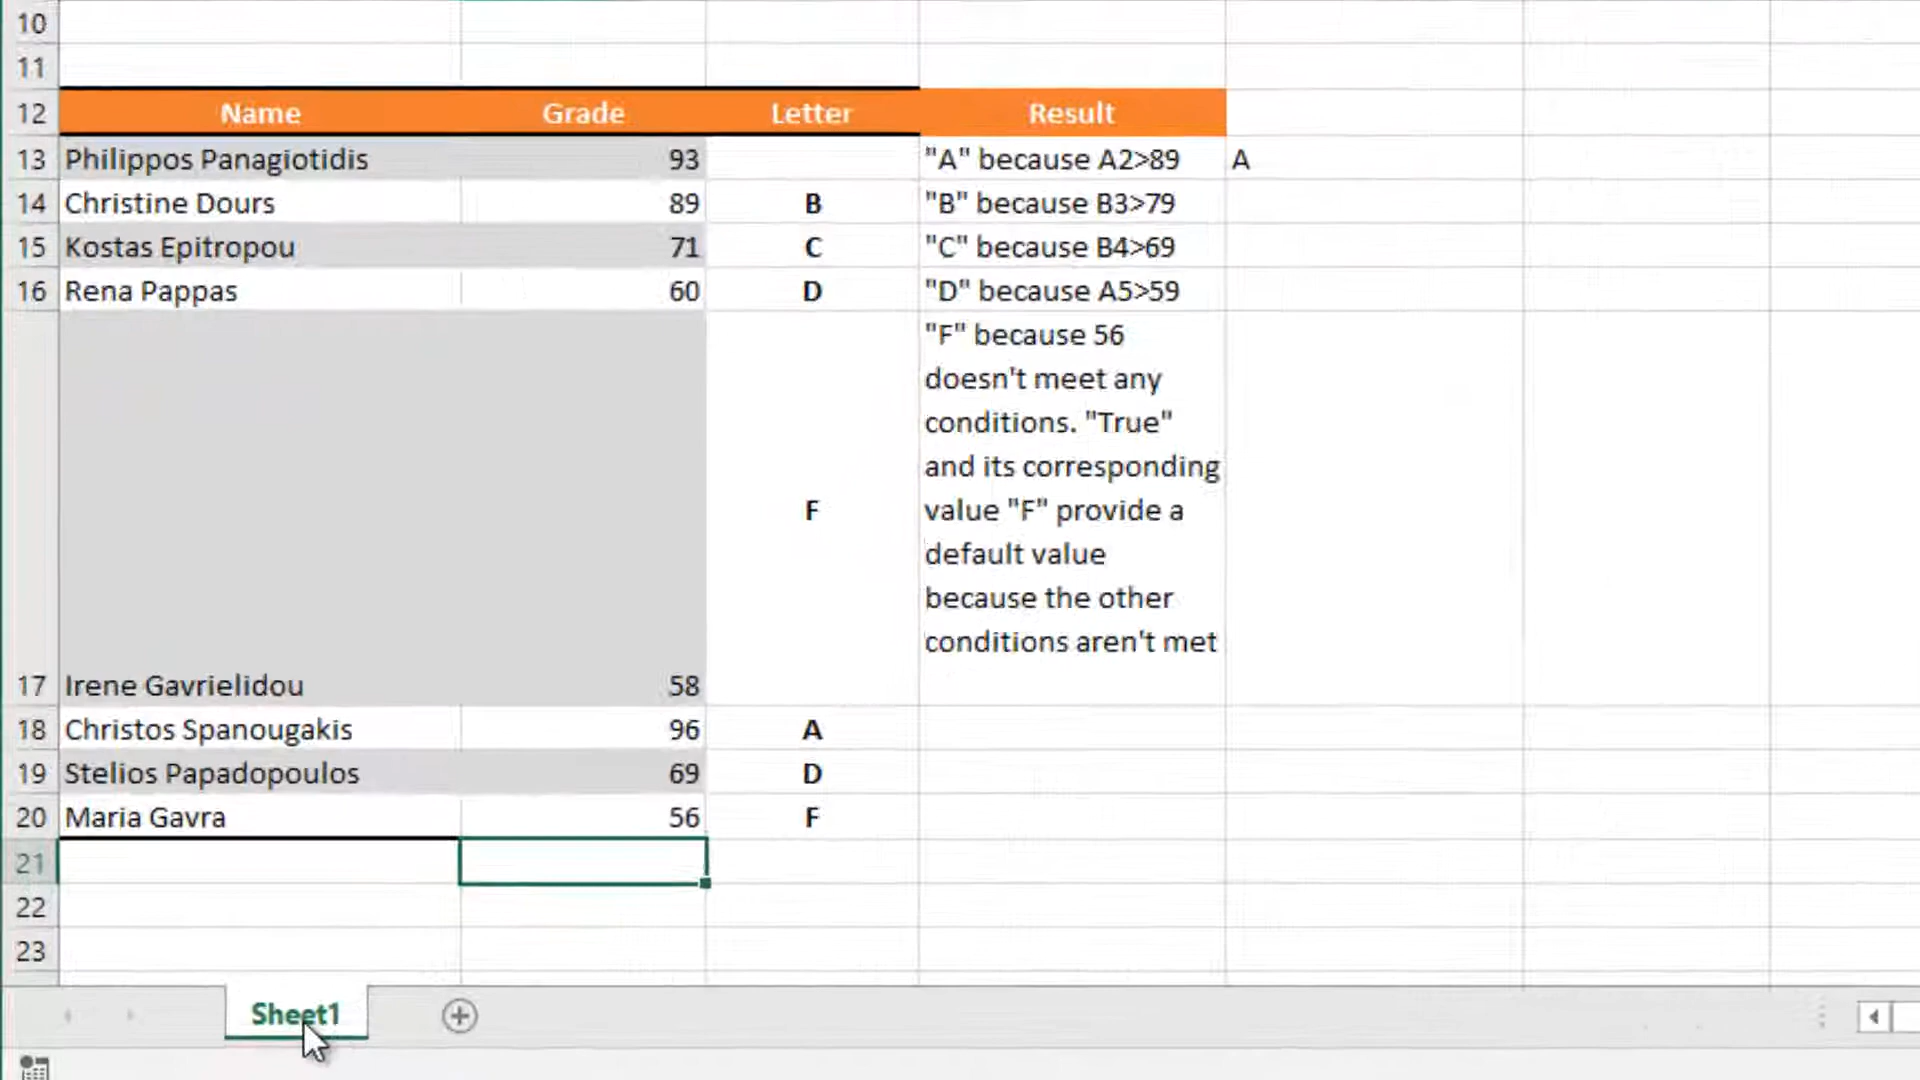 10
11
12 Name Grade Letter Result
13 Philippos Panagiotidis 93 "A" because A2>89 A
14 Christine Dours 89 B "B" because B3>79
15 Kostas Epitropou 71 C "C" because B4>69
16 Rena Pappas 60 D "D" because A5>59
"F" because 56
doesn't meet any
conditions. "True"
and its corresponding
F value "F" provide a
default value
because the other
conditions aren't met
17 Irene Gavrielidou 58
18 Christos Spanougakis 96 A
19 Stelios Papadopoulos 69 D
20 Maria Gavra 56 F
21
22
23
Sheet1